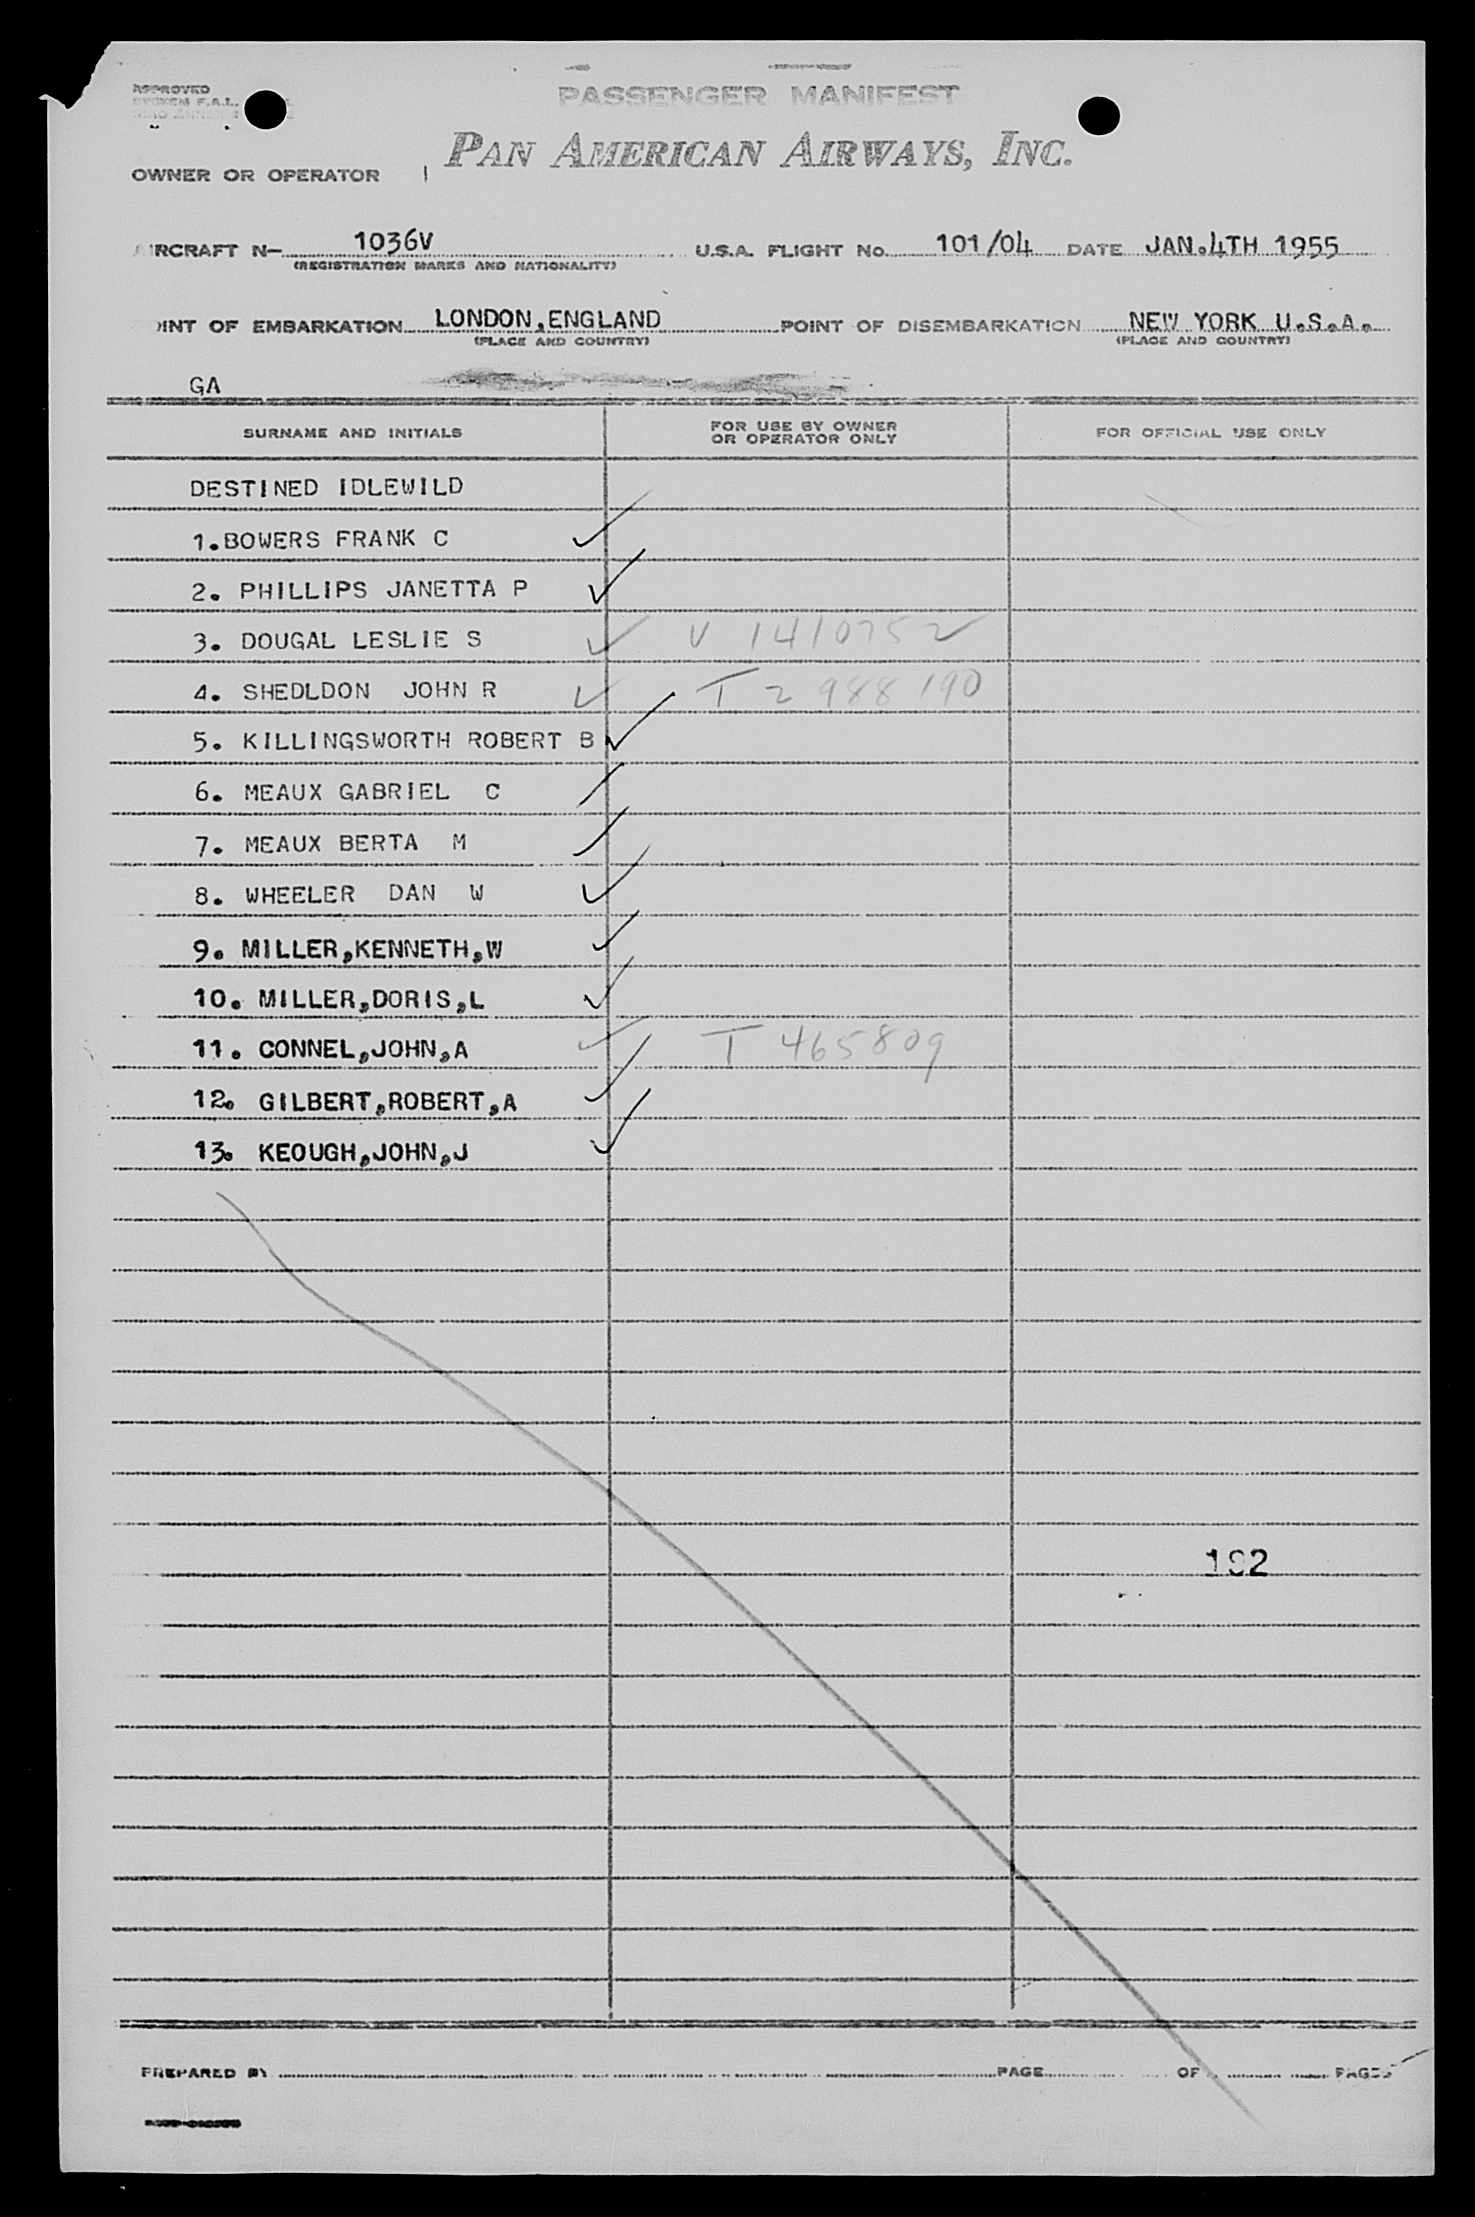 APPROVED
PASSENGER MANIFEST
PAN AMERICAN AIRWAYS, INC.
OWNER OR OPERATOR
AIRCRAFT N- 1036V U.S.A. FLIGHT No. 101/04 DATE JAN.4TH 1955
(REGISTRATION MARKS AND NATIONALITY)
OINT OF EMBARKATION LONDON,ENGLAND POINT OF DISEMBARKATION NEW YORK U.S.A.
(PLACE AND COUNTRY) (PLACE AND COUNTRY)
GA
SURNAME AND INITIALS FOR USE BY OWNER OR OPERATOR ONLY FOR OFFICIAL USE ONLY
DESTINED IDLEWILD
1.BOWERS FRANK C
2. PHILLIPS JANETTA P
3. DOUGAL LESLIE S V 1410752
4. SHEDLDON JOHN R T 2988190
5. KILLINGSWORTH ROBERT B
6. MEAUX GABRIEL C
7. MEAUX BERTA M
8. WHEELER DAN W
9. MILLER,KENNETH,W
10. MILLER,DORIS,L
11. CONNEL,JOHN,A T 465809
12. GILBERT,ROBERT,A
13. KEOUGH,JOHN,J
192
PREPARED BY PAGE OF PAGES